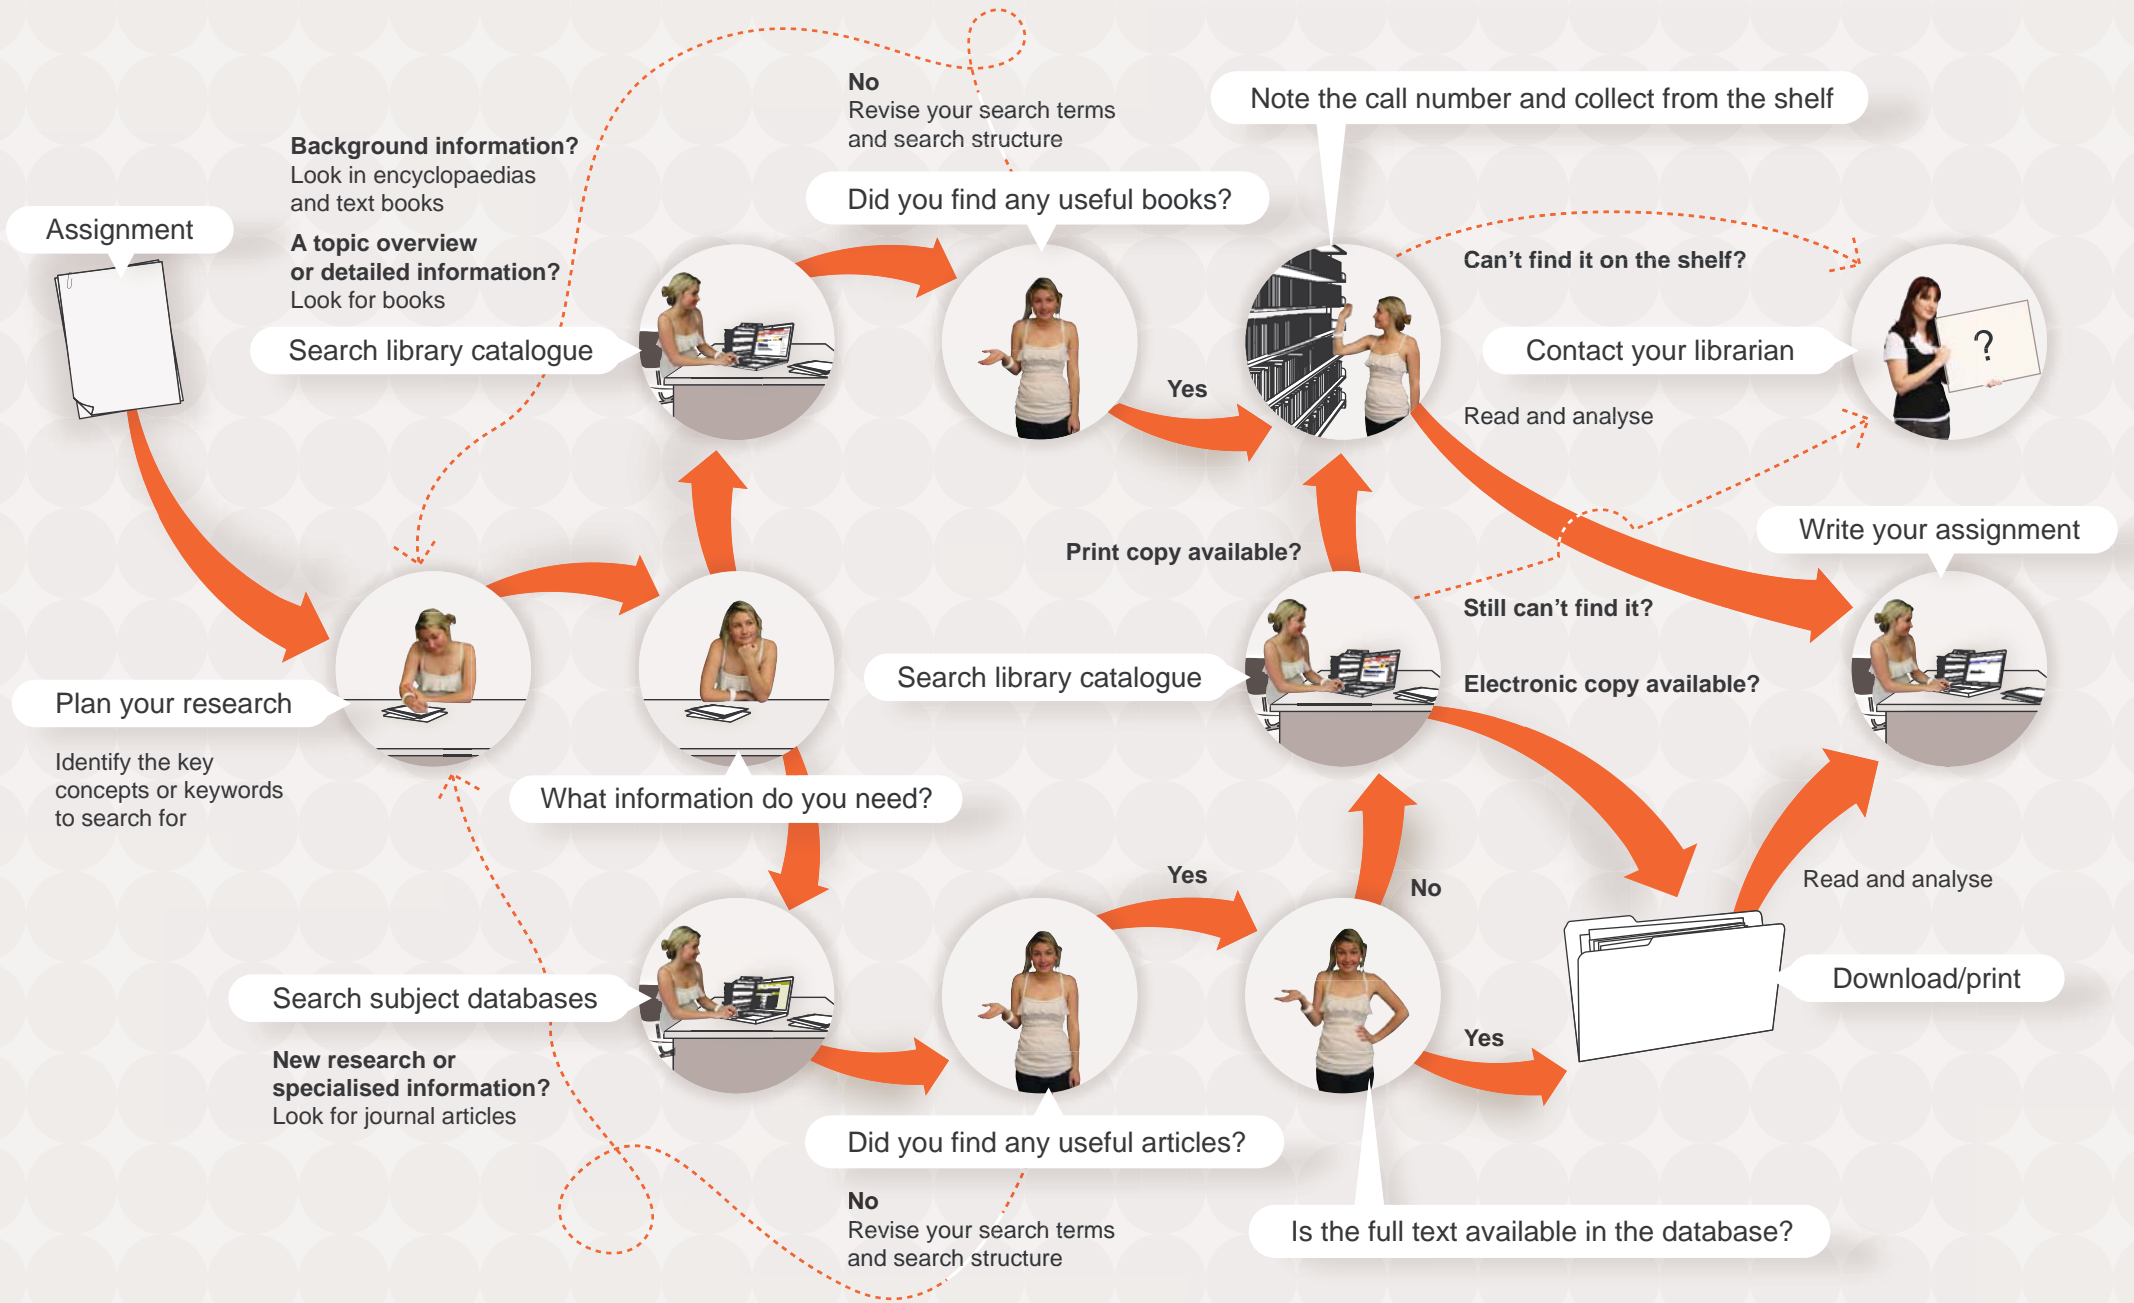 Assignment
Plan your research
Identify the key
concepts or keywords
to search for
What information do you need?
Background information?
Look in encyclopaedias
and text books
A topic overview
or detailed information?
Look for books
Search library catalogue
Did you find any useful books?
No
Revise your search terms
and search structure
Yes
Note the call number and collect from the shelf
Can’t find it on the shelf?
Contact your librarian
?
Read and analyse
Write your assignment
Search subject databases
New research or
specialised information?
Look for journal articles
Did you find any useful articles?
No
Revise your search terms
and search structure
Yes
Is the full text available in the database?
No
Yes
Search library catalogue
Print copy available?
Still can’t find it?
Electronic copy available?
Download/print
Read and analyse